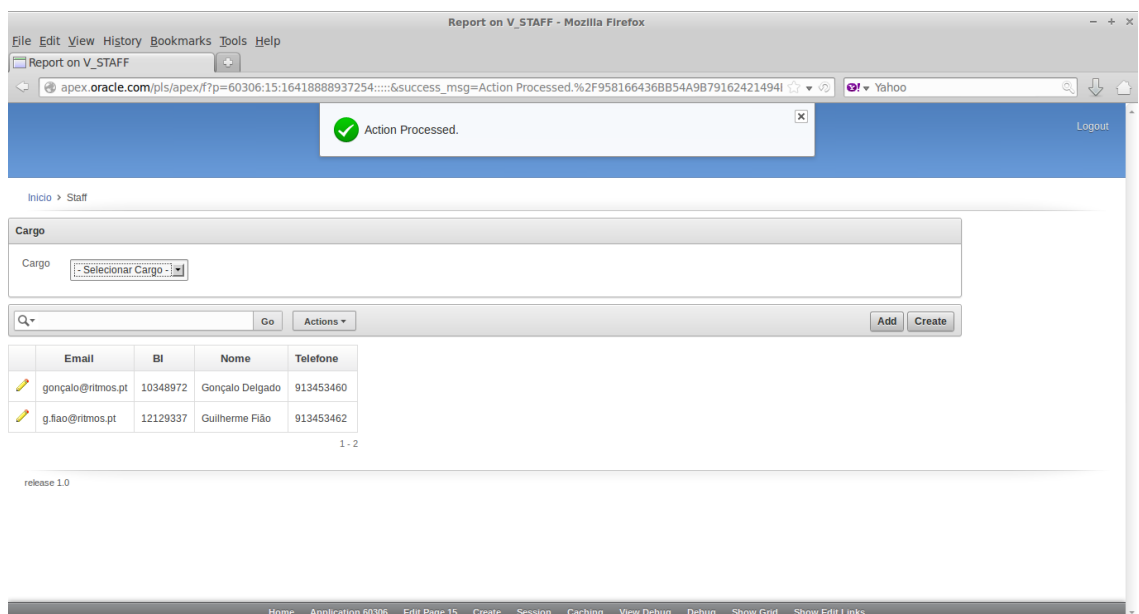 Report on V_STAFF - Mozilla Firefox
File Edit View History Bookmarks Tools Help
Report on V_STAFF
apex.oracle.com/pls/apex/f?p=60306:15:16418888937254:::::&success_msg=Action Processed.%2F958166436BB54A9B79162421494I
Yahoo
Action Processed.
Logout
Inicio > Staff
Cargo
Cargo
- Selecionar Cargo -
Go
Actions
Add
Create
Email BI Nome Telefone
gonçalo@ritmos.pt 10348972 Gonçalo Delgado 913453460
g.fiao@ritmos.pt 12129337 Guilherme Fião 913453462
1 - 2
release 1.0
Home Application 60306 Edit Page 15 Create Session Caching View Debug Debug Show Grid Show Edit Links